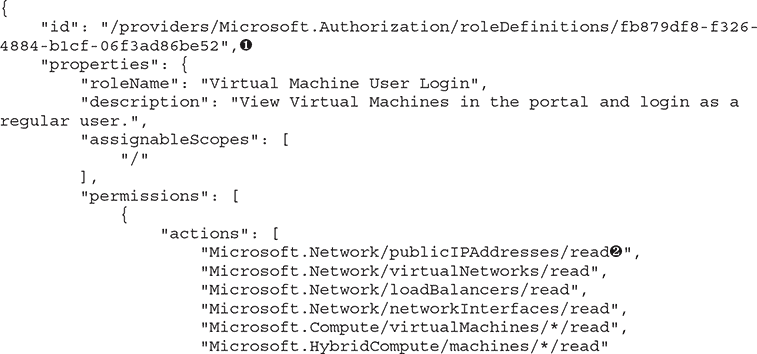 {
    "id": "/providers/Microsoft.Authorization/roleDefinitions/fb879df8-f326-
4884-b1cf-06f3ad86be52",❶
    "properties": {
        "roleName": "Virtual Machine User Login",
        "description": "View Virtual Machines in the portal and login as a
regular user.",
        "assignableScopes": [
            "/"
        ],
        "permissions": [
            {
                "actions": [
                    "Microsoft.Network/publicIPAddresses/read❷",
                    "Microsoft.Network/virtualNetworks/read",
                    "Microsoft.Network/loadBalancers/read",
                    "Microsoft.Network/networkInterfaces/read",
                    "Microsoft.Compute/virtualMachines/*/read",
                    "Microsoft.HybridCompute/machines/*/read"